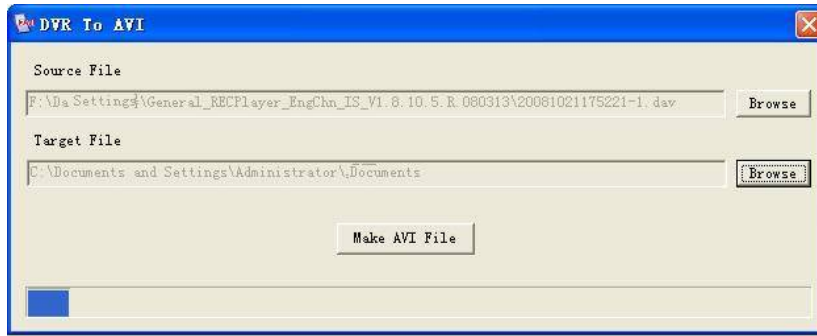 DVR To AVI
Source File
F:\Da Settings\General_RECPlayer_EngChn_IS_V1.8.10.5.R.080313\20081021175221-1.dav
Browse
Target File
C:\Documents and Settings\Administrator\.Documents
Browse
Make AVI File